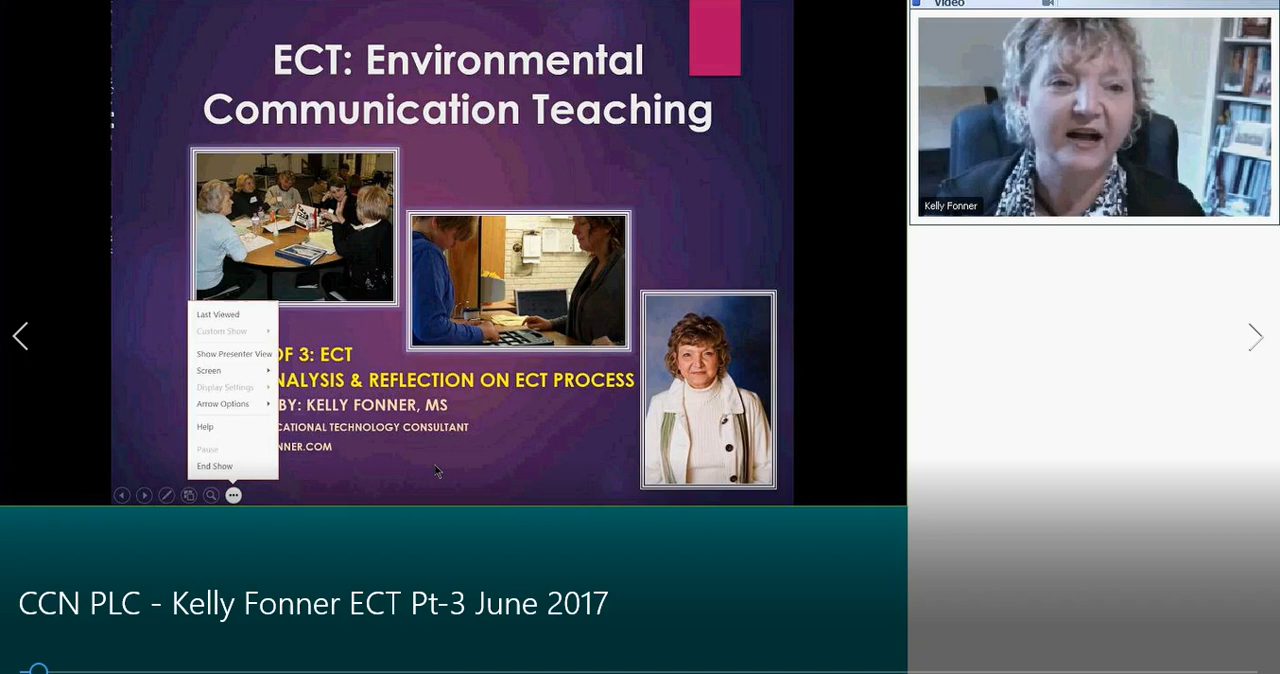 Video
ECT: Environmental
Communication Teaching
Kelly Fonner
Last Viewed
Custom Show
Show Presenter View
Screen
Display Settings
Arrow Options
Help
Pause
End Show
OF 3: ECT
NALYSIS & REFLECTION ON ECT PROCESS
BY: KELLY FONNER, MS
CATIONAL TECHNOLOGY CONSULTANT
NNER.COM
CCN PLC - Kelly Fonner ECT Pt-3 June 2017